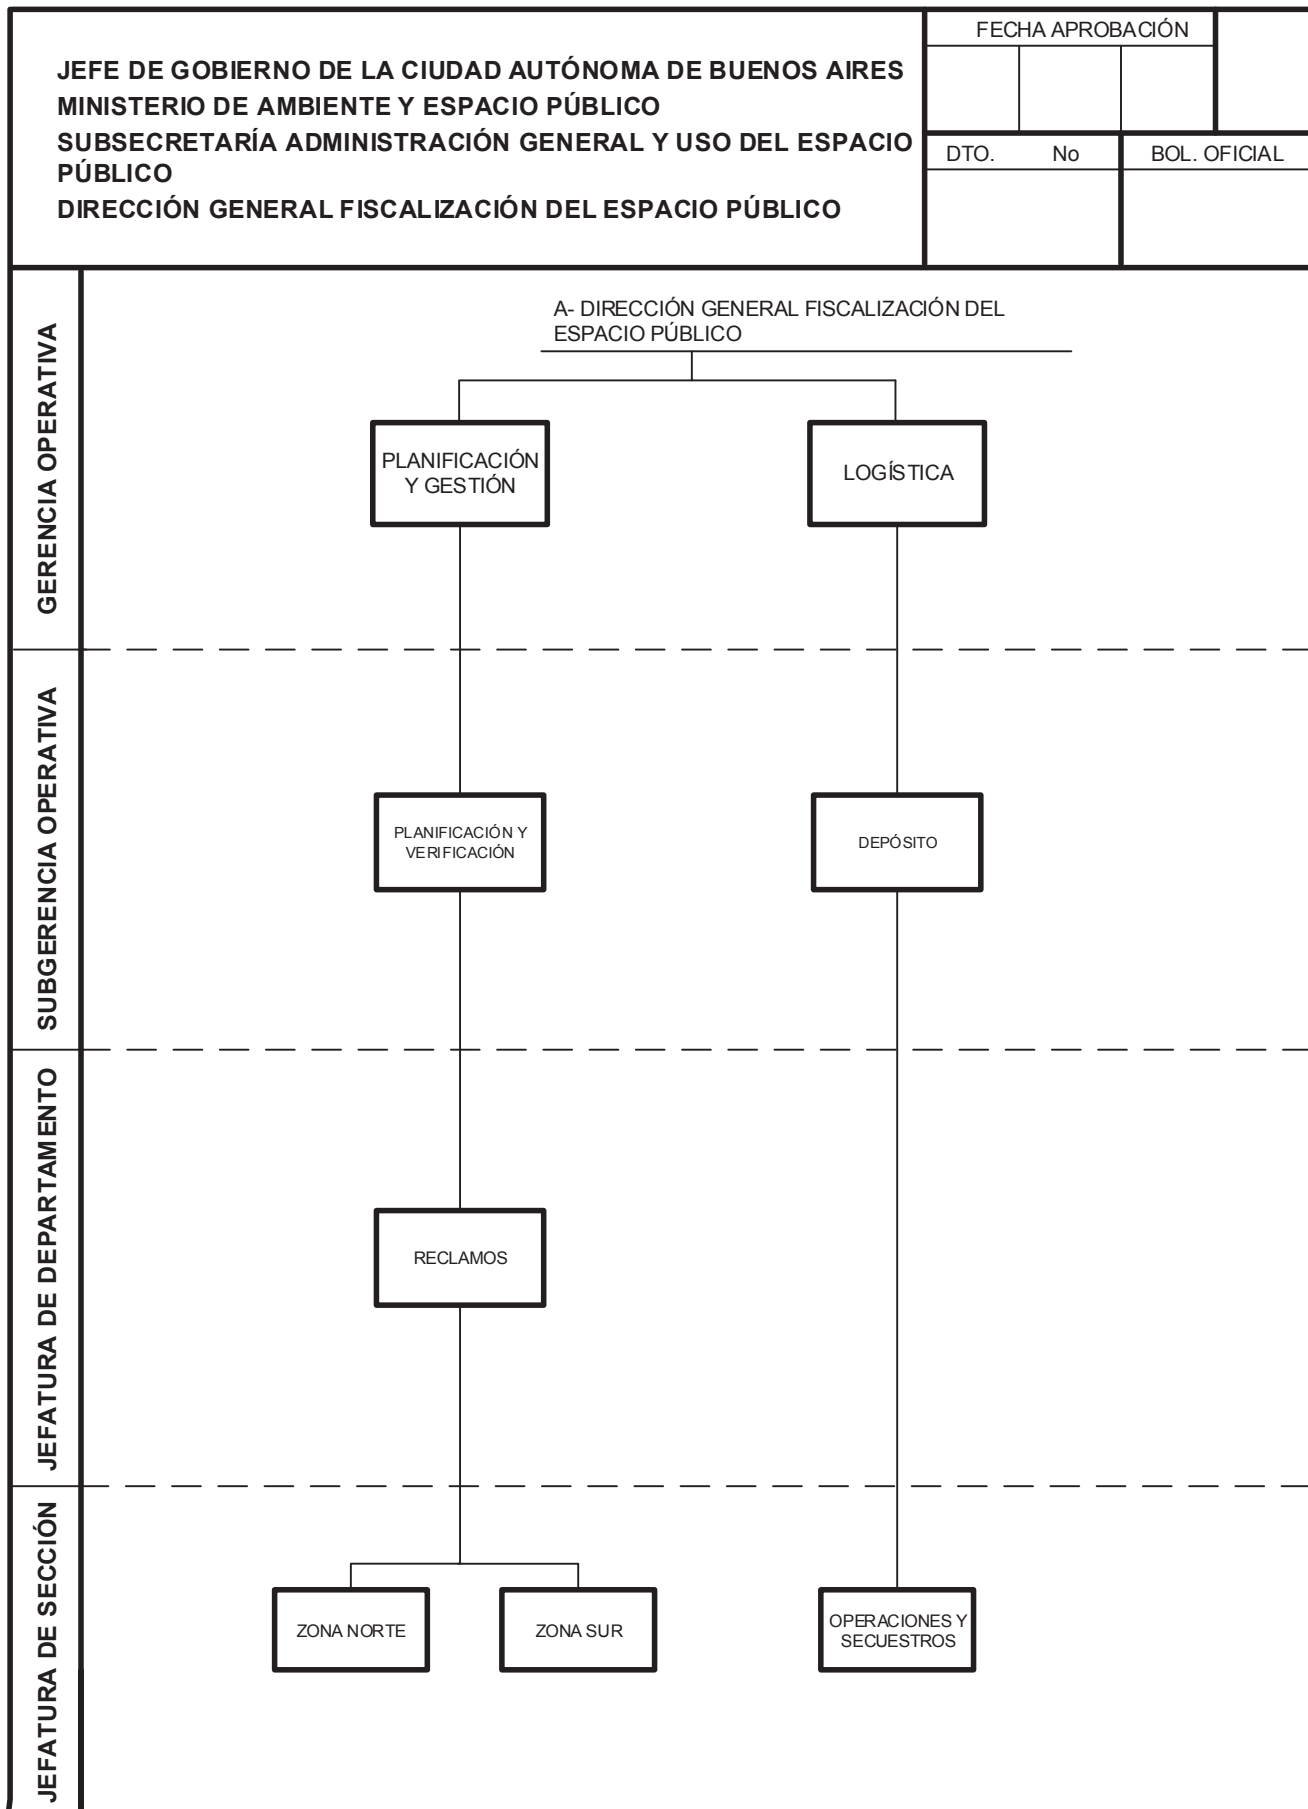 JEFE DE GOBIERNO DE LA CIUDAD AUTÓNOMA DE BUENOS AIRES
MINISTERIO DE AMBIENTE Y ESPACIO PÚBLICO
SUBSECRETARÍA ADMINISTRACIÓN GENERAL Y USO DEL ESPACIO
PÚBLICO
DIRECCIÓN GENERAL FISCALIZACIÓN DEL ESPACIO PÚBLICO
FECHA APROBACIÓN
DTO. No
BOL. OFICIAL
GERENCIA OPERATIVA
A- DIRECCIÓN GENERAL FISCALIZACIÓN DEL
ESPACIO PÚBLICO
PLANIFICACIÓN
Y GESTIÓN
LOGÍSTICA
SUBGERENCIA OPERATIVA
PLANIFICACIÓN Y
VERIFICACIÓN
DEPÓSITO
JEFATURA DE DEPARTAMENTO
RECLAMOS
JEFATURA DE SECCIÓN
ZONA NORTE
ZONA SUR
OPERACIONES Y
SECUESTROS